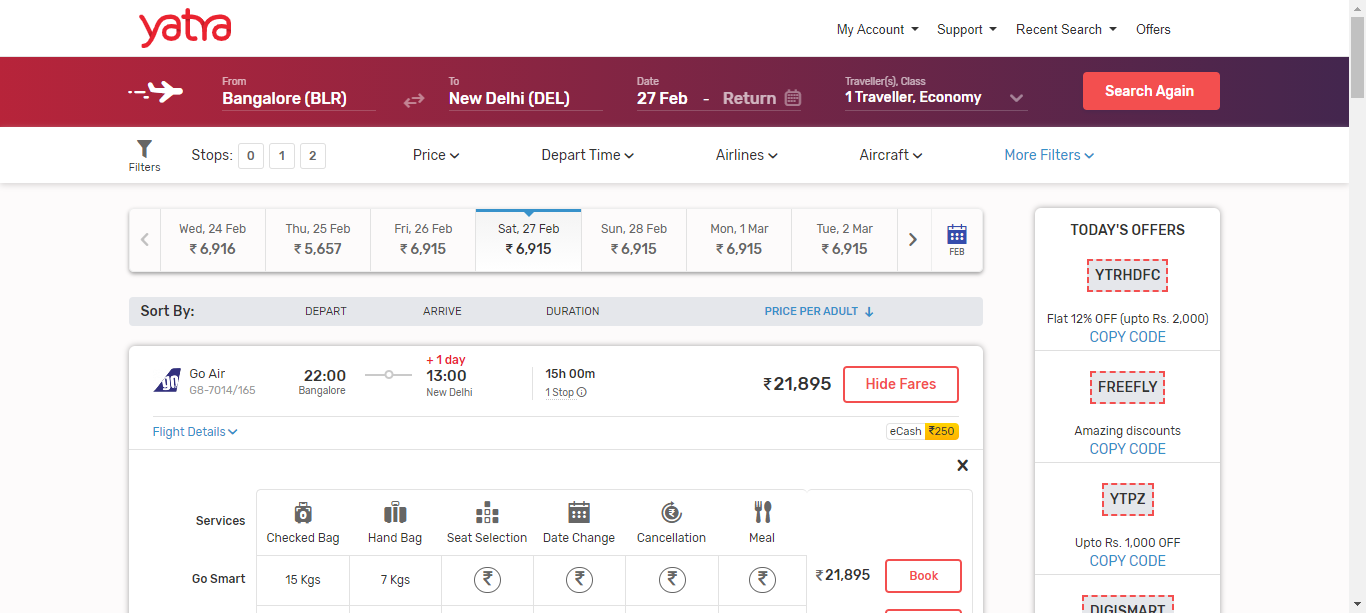 yatra
My Account Support Recent Search Offers
From To Date Traveller(s), Class
Bangalore (BLR) New Delhi (DEL) 27 Feb - Return 1 Traveller, Economy Search Again
Filters Stops: 0 1 2 Price Depart Time Airlines Aircraft More Filters
Wed, 24 Feb Thu, 25 Feb Fri, 26 Feb Sat, 27 Feb Sun, 28 Feb Mon, 1 Mar Tue, 2 Mar
₹ 6,916 ₹ 5,657 ₹ 6,915 ₹ 6,915 ₹ 6,915 ₹ 6,915 ₹ 6,915 FEB
Sort By: DEPART ARRIVE DURATION PRICE PER ADULT ↓
+ 1 day
go Go Air 22:00 13:00 15h 00m ₹21,895 Hide Fares
G8-7014/165 Bangalore New Delhi 1 Stop
Flight Details eCash ₹250
X
Services Checked Bag Hand Bag Seat Selection Date Change Cancellation Meal
Go Smart 15 Kgs 7 Kgs ₹ ₹ ₹ ₹ ₹21,895 Book
TODAY'S OFFERS
YTRHDFC
Flat 12% OFF (upto Rs. 2,000)
COPY CODE
FREEFLY
Amazing discounts
COPY CODE
YTPZ
Upto Rs. 1,000 OFF
COPY CODE
DIGISMART